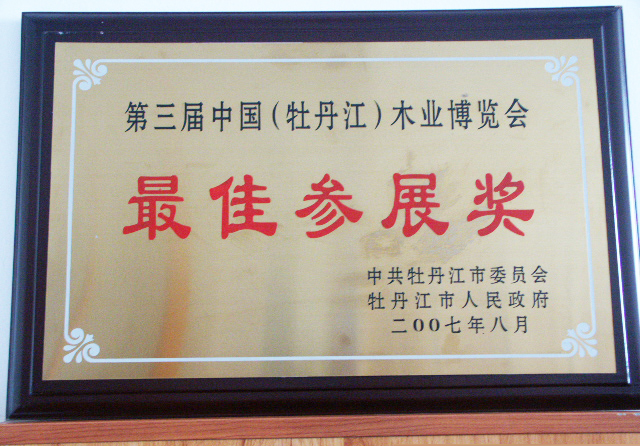 第三届中国(牡丹江)木业博览会
最佳参展奖
中共牡丹江市委员会
牡丹江市人民政府
二00七年八月